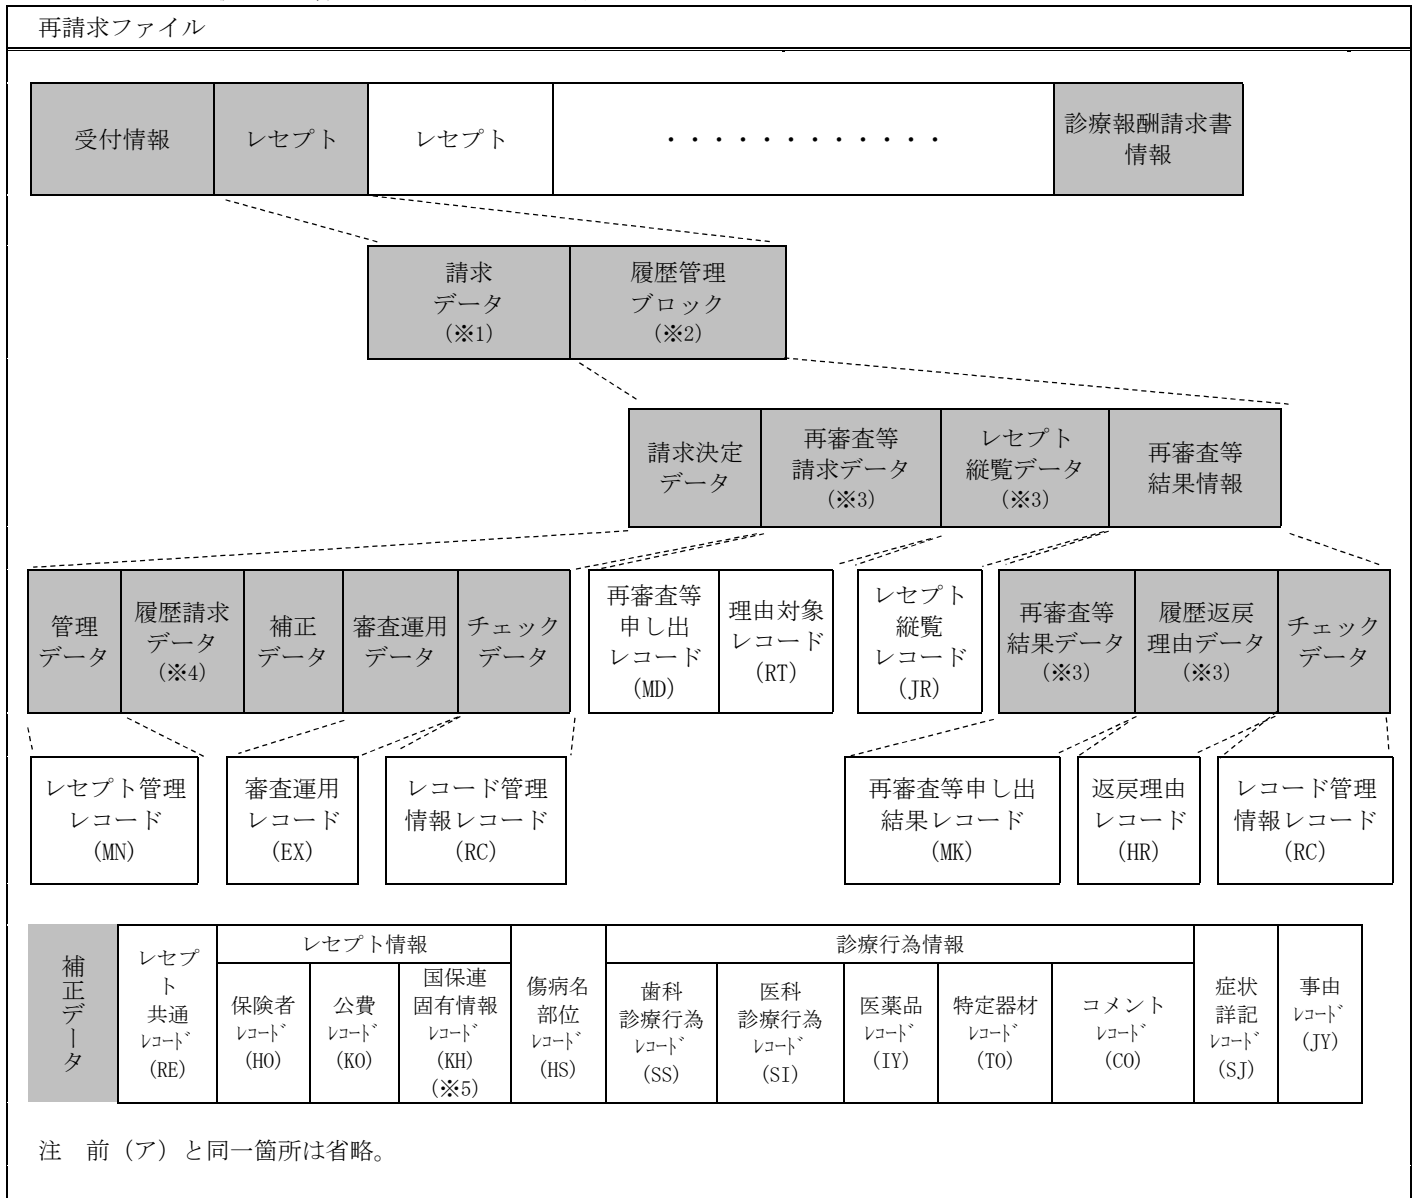 再請求ファイル
受付情報
レセプト
レセプト
・・・・・・・・・・・・
診療報酬請求書
情報
請求
データ
(※1)
履歴管理
ブロック
(※2)
請求決定
データ
再審査等
請求データ
(※3)
レセプト
縦覧データ
(※3)
再審査等
結果情報
管理
データ
履歴請求
データ
(※4)
補正
データ
審査運用
データ
チェック
データ
再審査等
申し出
レコード
(MD)
理由対象
レコード
(RT)
レセプト
縦覧
レコード
(JR)
再審査等
結果データ
(※3)
履歴返戻
理由データ
(※3)
チェック
データ
レセプト管理
レコード
(MN)
審査運用
レコード
(EX)
レコード管理
情報レコード
(RC)
再審査等申し出
結果レコード
(MK)
返戻理由
レコード
(HR)
レコード管理
情報レコード
(RC)
補正データ
レセプ
ト
共通
ﾚｺｰﾄﾞ
(RE)
レセプト情報
保険者
ﾚｺｰﾄﾞ
(HO)
公費
ﾚｺｰﾄﾞ
(KO)
国保連
固有情報
ﾚｺｰﾄﾞ
(KH)
(※5)
傷病名
部位
ﾚｺｰﾄﾞ
(HS)
診療行為情報
歯科
診療行為
ﾚｺｰﾄﾞ
(SS)
医科
診療行為
ﾚｺｰﾄﾞ
(SI)
医薬品
ﾚｺｰﾄﾞ
(IY)
特定器材
ﾚｺｰﾄﾞ
(TO)
コメント
ﾚｺｰﾄﾞ
(CO)
症状
詳記
ﾚｺｰﾄﾞ
(SJ)
事由
ﾚｺｰﾄﾞ
(JY)
注　前（ア）と同一箇所は省略。